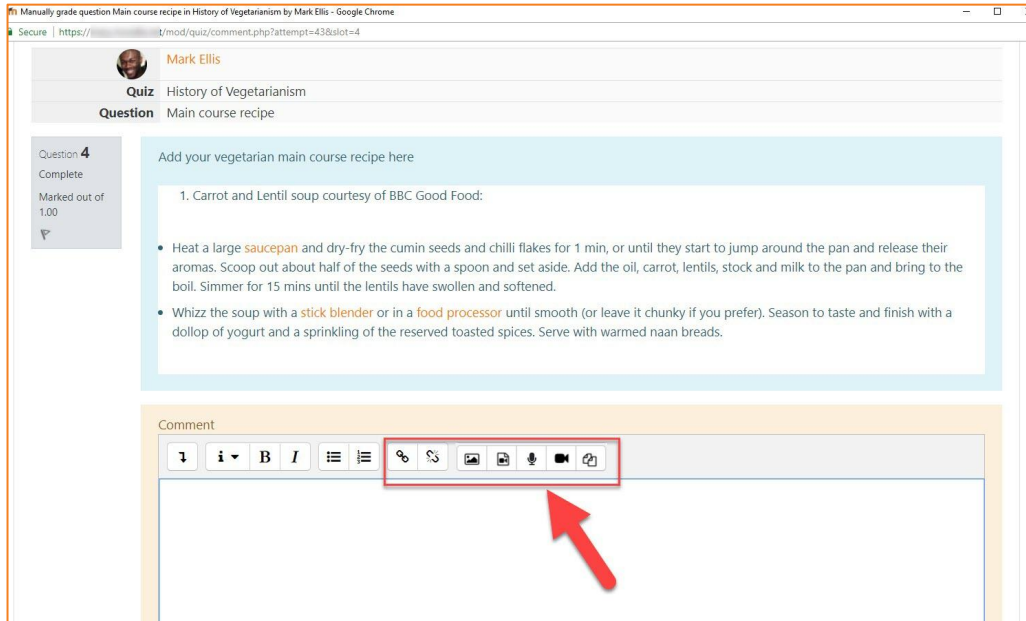 Manually grade question Main course recipe in History of Vegetarianism by Mark Ellis - Google Chrome
Secure | https:// t/mod/quiz/comment.php?attempt=43&slot=4
Mark Ellis
Quiz History of Vegetarianism
Question Main course recipe
Question 4
Complete
Marked out of
1.00
Add your vegetarian main course recipe here
1. Carrot and Lentil soup courtesy of BBC Good Food:
• Heat a large saucepan and dry-fry the cumin seeds and chilli flakes for 1 min, or until they start to jump around the pan and release their
aromas. Scoop out about half of the seeds with a spoon and set aside. Add the oil, carrot, lentils, stock and milk to the pan and bring to the
boil. Simmer for 15 mins until the lentils have swollen and softened.
• Whizz the soup with a stick blender or in a food processor until smooth (or leave it chunky if you prefer). Season to taste and finish with a
dollop of yogurt and a sprinkling of the reserved toasted spices. Serve with warmed naan breads.
Comment
i B I